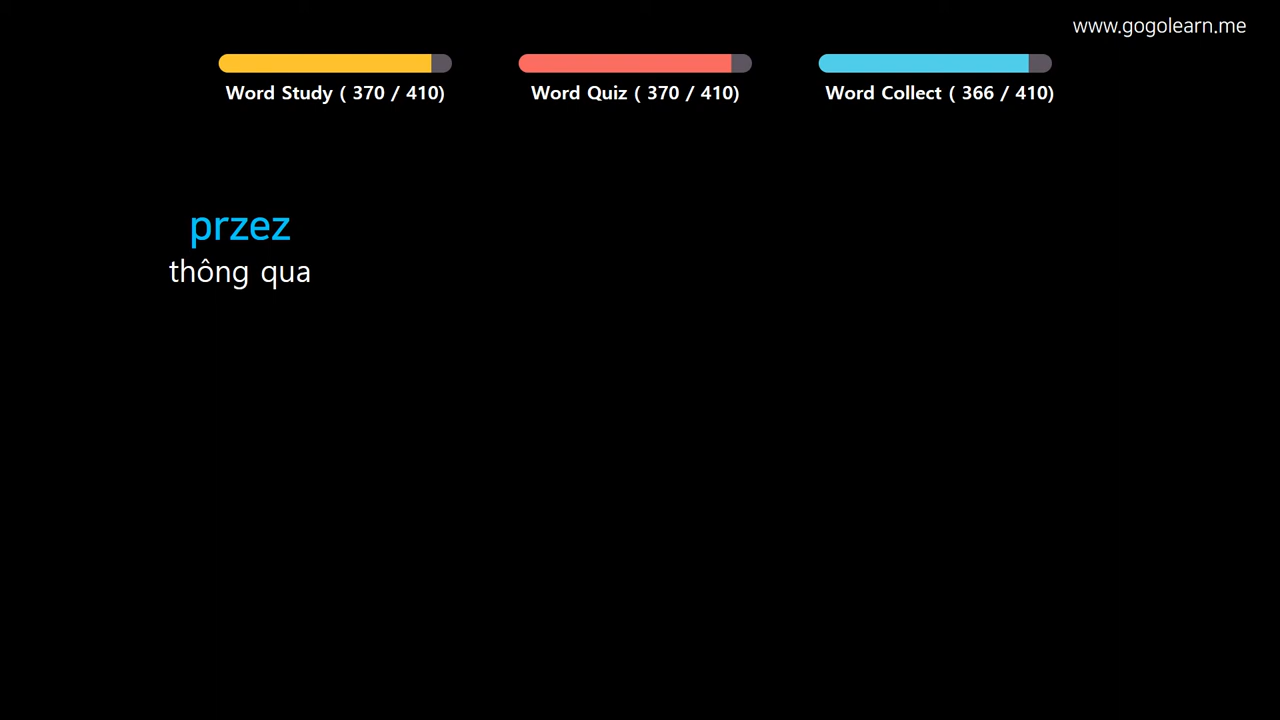 www.gogolearn.me
Word Study ( 370 / 410)
Word Quiz ( 370 / 410)
Word Collect ( 366 / 410)
przez
thông qua